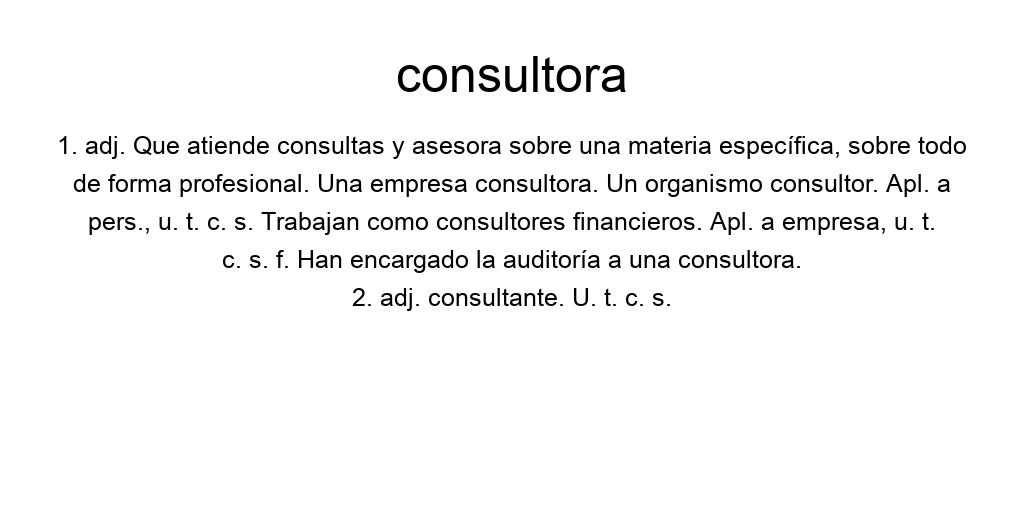 consultora
1. adj. Que atiende consultas y asesora sobre una materia específica, sobre todo
de forma profesional. Una empresa consultora. Un organismo consultor. Apl. a
pers., u. t. c. s. Trabajan como consultores financieros. Apl. a empresa, u. t.
c. s. f. Han encargado la auditoría a una consultora.
2. adj. consultante. U. t. c. s.